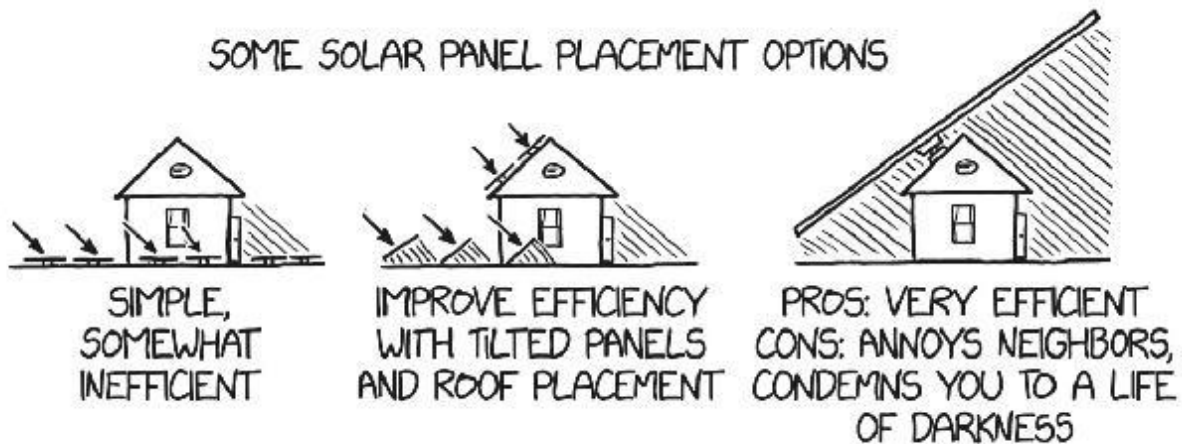 SOME SOLAR PANEL PLACEMENT OPTIONS
SIMPLE,
SOMEWHAT
INEFFICIENT
IMPROVE EFFICIENCY
WITH TILTED PANELS
AND ROOF PLACEMENT
PROS: VERY EFFICIENT
CONS: ANNOYS NEIGHBORS,
CONDEMNS YOU TO A LIFE
OF DARKNESS